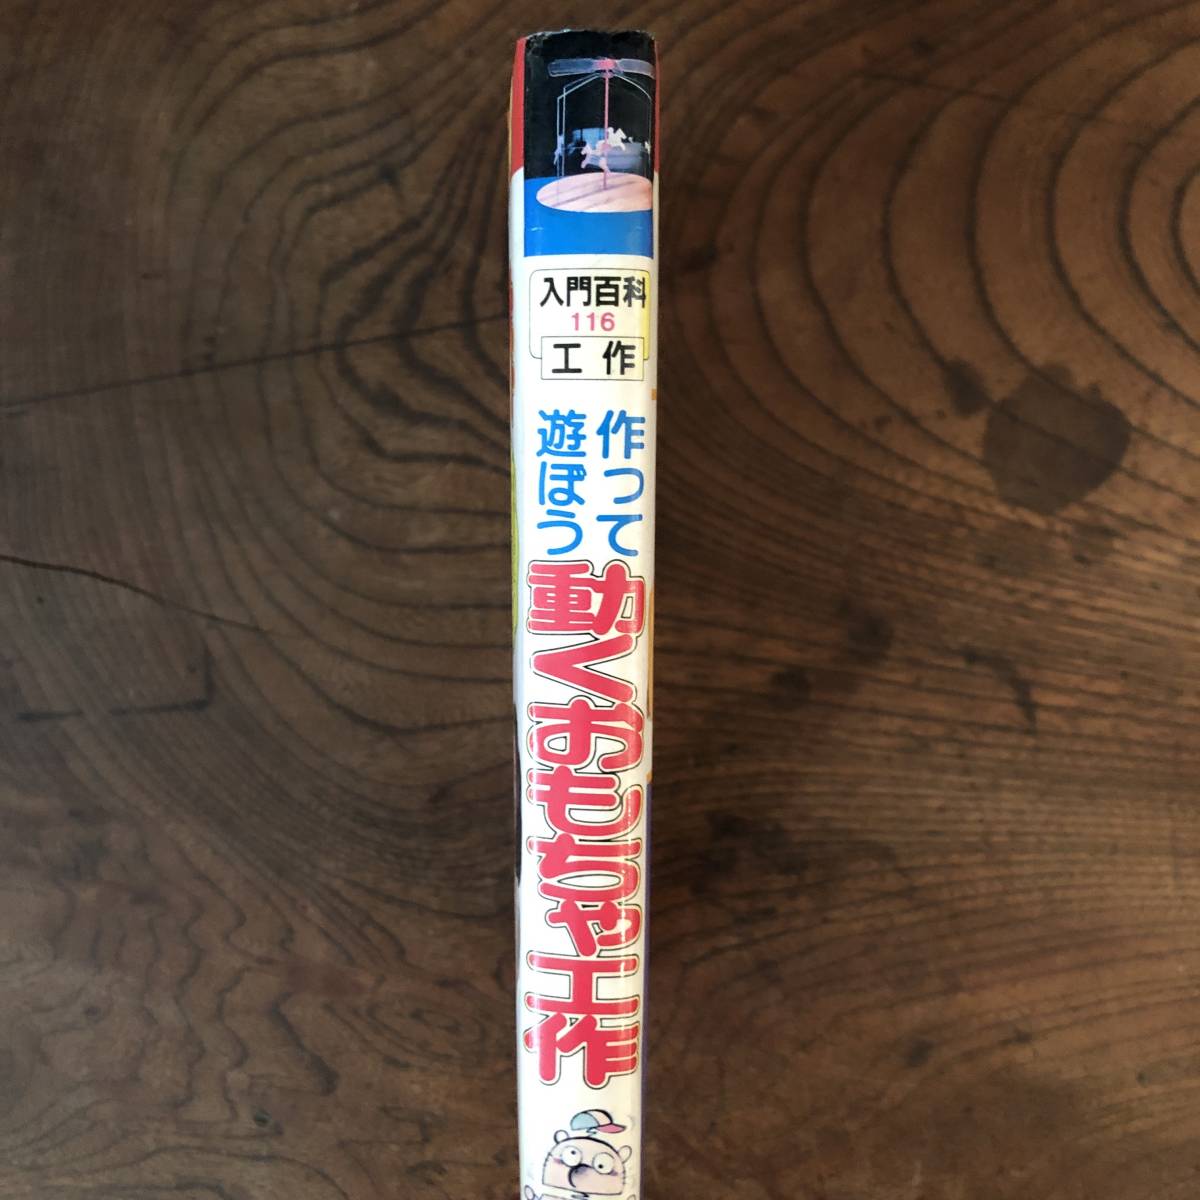 入門百科
116
工作
作って
遊ぼう
動くおもちゃ工作